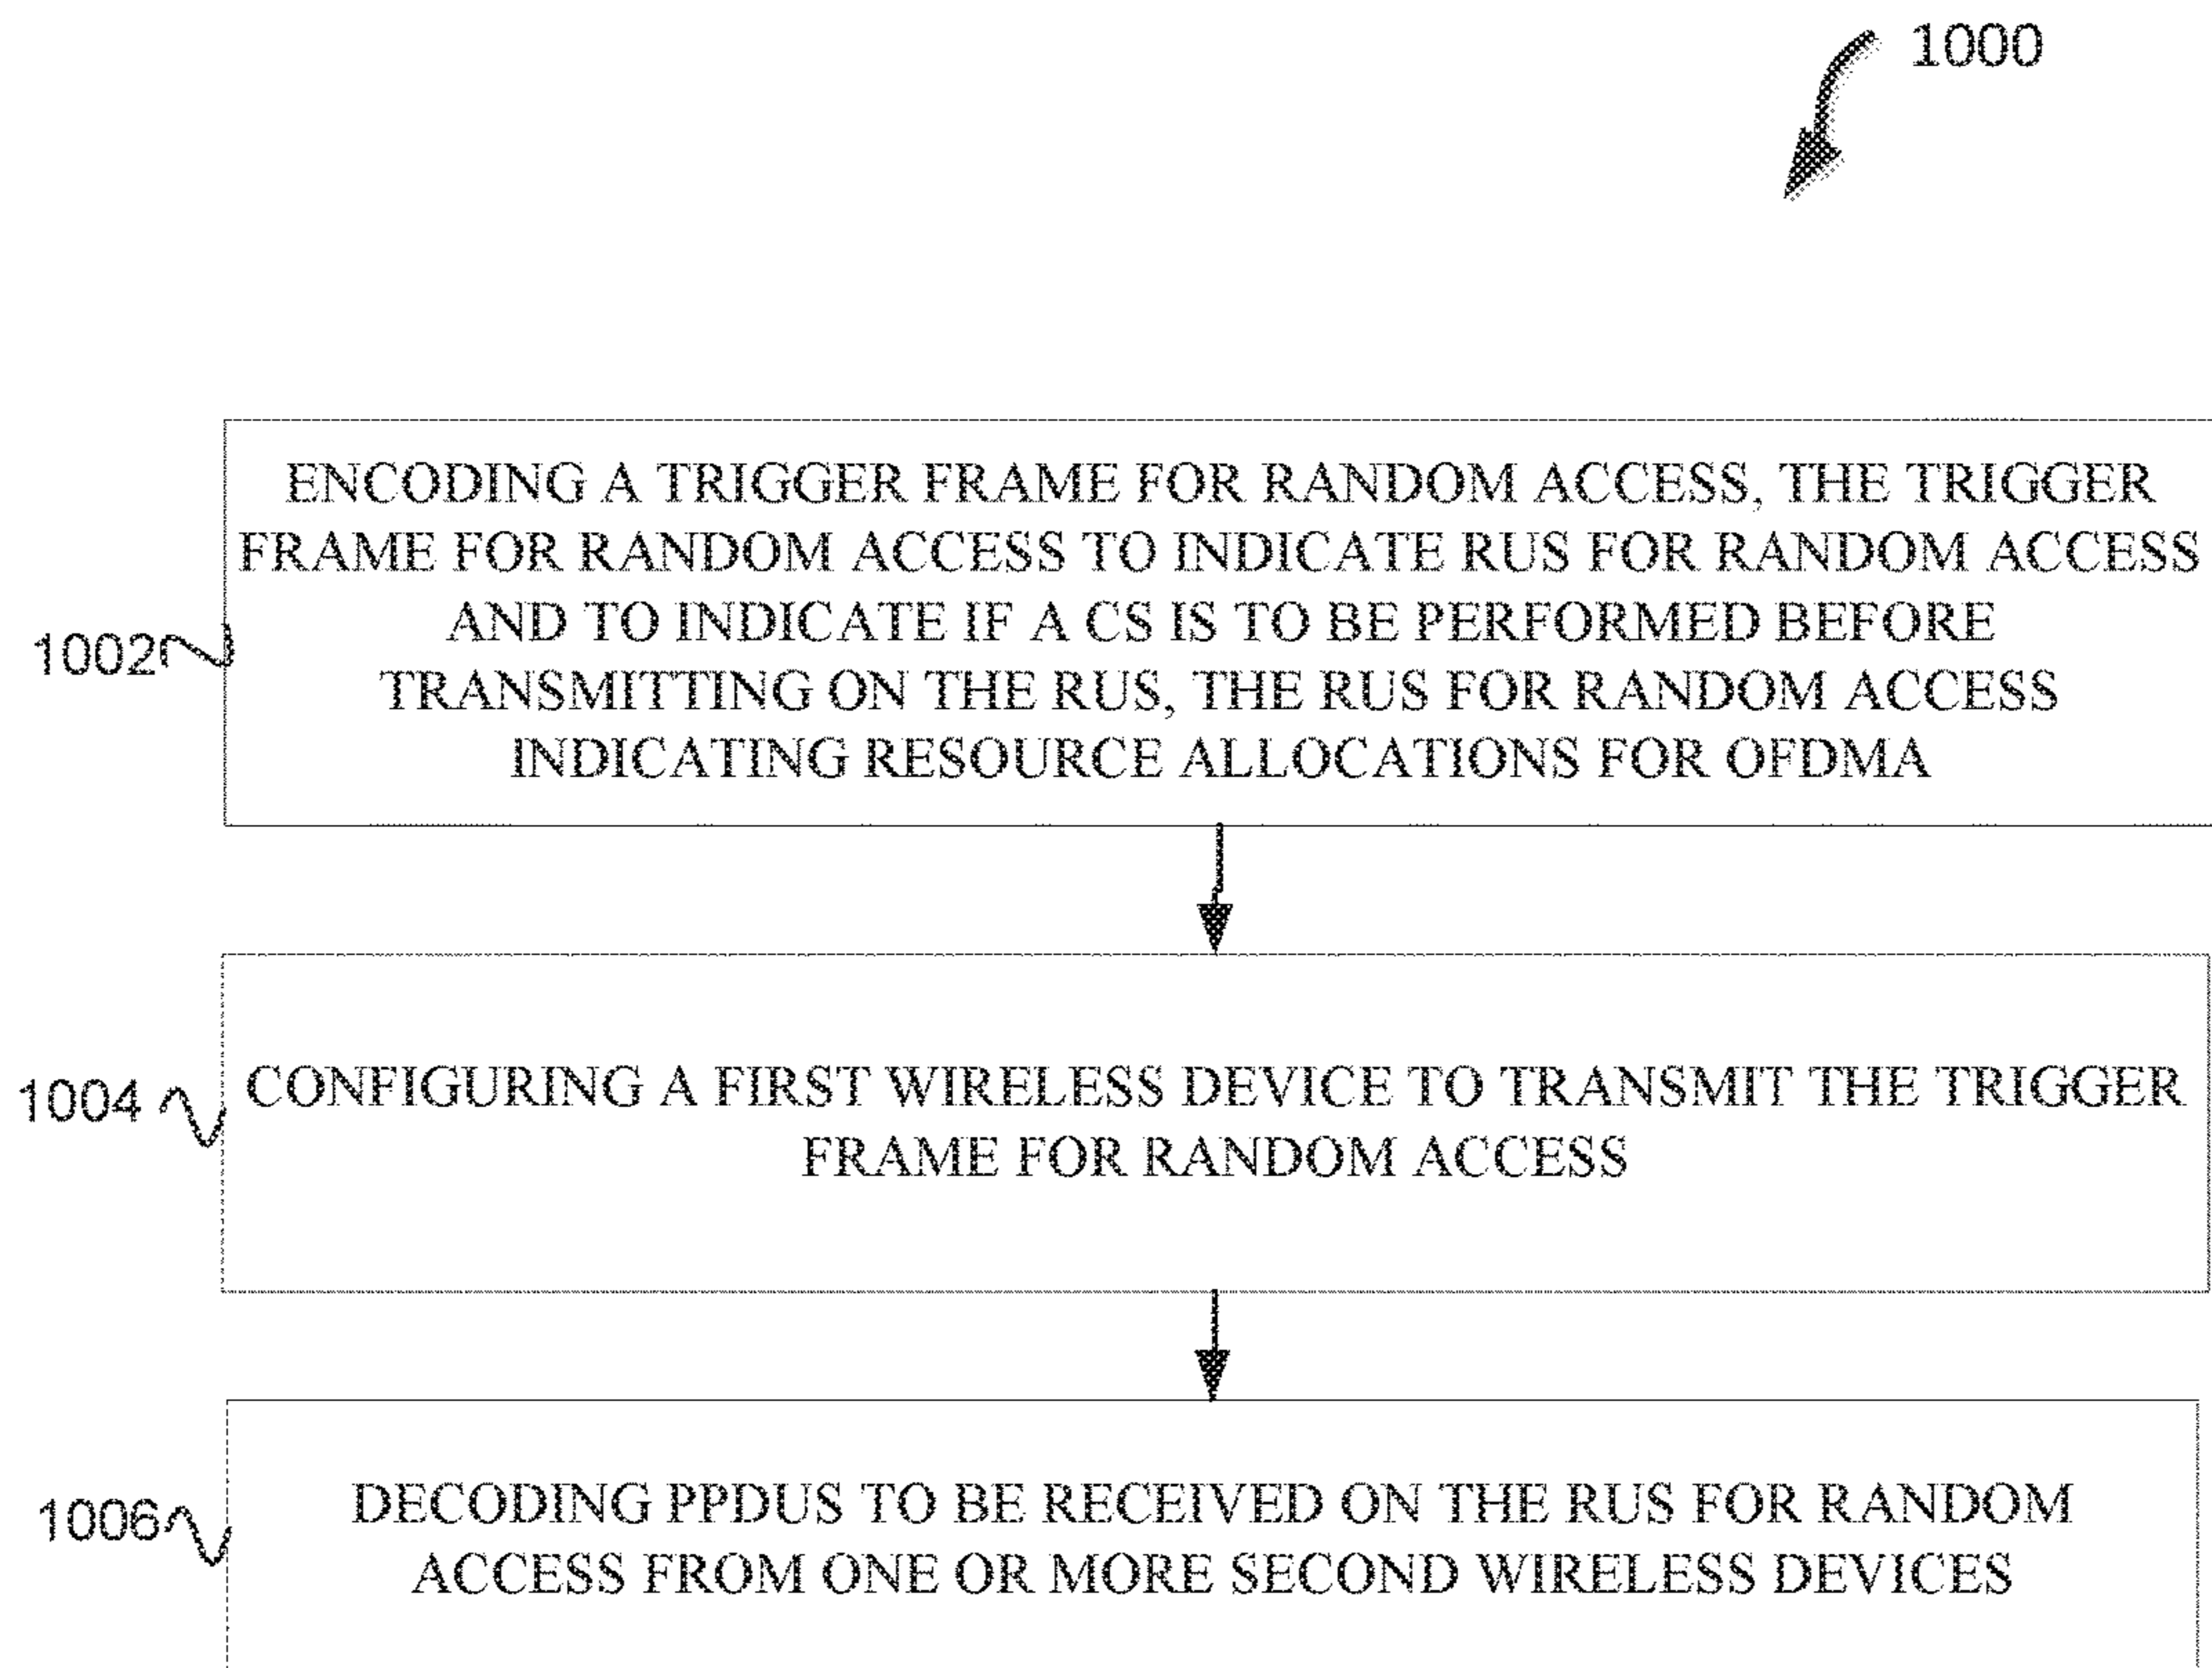 1000
ENCODING A TRIGGER FRAME FOR RANDOM ACCESS, THE TRIGGER
FRAME FOR RANDOM ACCESS TO INDICATE RUS FOR RANDOM ACCESS
AND TO INDICATE IF A CS IS TO BE PERFORMED BEFORE
1002
TRANSMITTING ON THE RUS, THE RUS FOR RANDOM ACCESS
INDICATING RESOURCE ALLOCATIONS FOR OFDMA
1004
CONFIGURING A FIRST WIRELESS DEVICE TO TRANSMIT THE TRIGGER
FRAME FOR RANDOM ACCESS
1006
DECODING PPDUS TO BE RECEIVED ON THE RUS FOR RANDOM
ACCESS FROM ONE OR MORE SECOND WIRELESS DEVICES